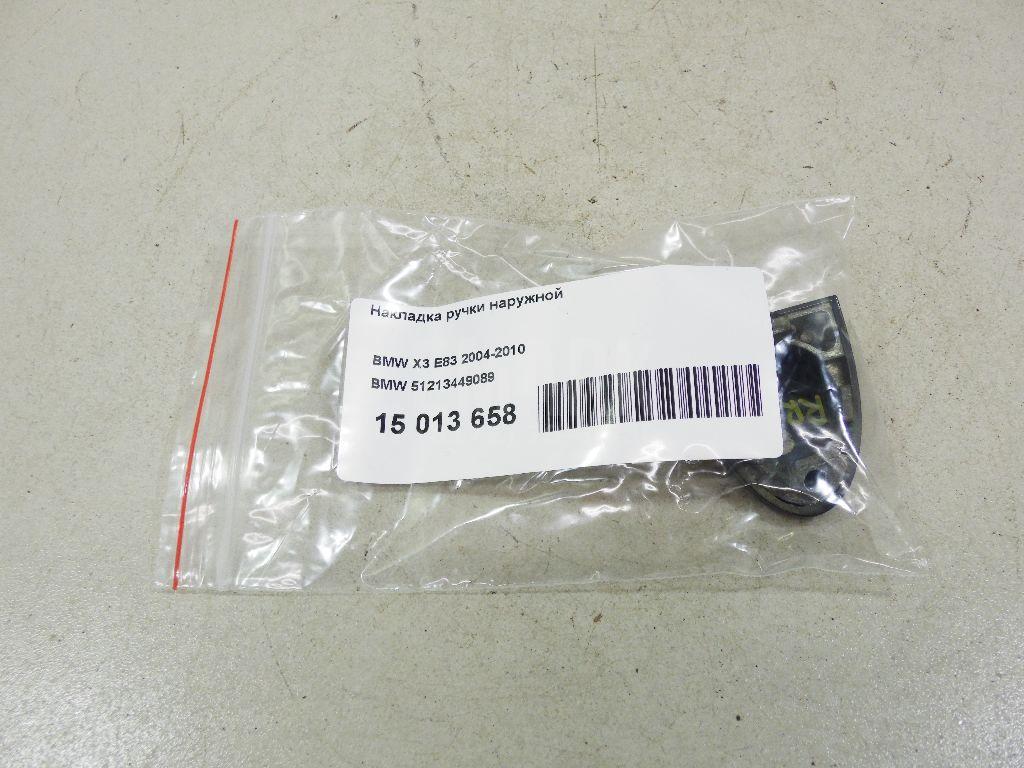 Накладка ручки наружной
BMW X3 E83 2004-2010
BMW 51213449089
15 013 658